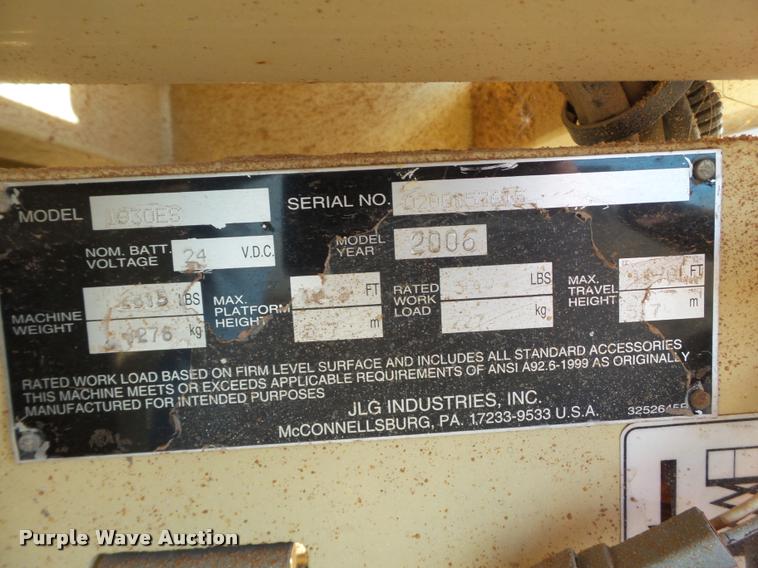 MODEL 1930ES SERIAL NO.
NOM. BATT. VOLTAGE 24 V.D.C. MODEL YEAR 2006
MACHINE WEIGHT LBS kg MAX. PLATFORM HEIGHT FT m RATED WORK LOAD LBS kg MAX. TRAVEL HEIGHT FT m
RATED WORK LOAD BASED ON FIRM LEVEL SURFACE AND INCLUDES ALL STANDARD ACCESSORIES
THIS MACHINE MEETS OR EXCEEDS APPLICABLE REQUIREMENTS OF ANSI A92.6-1999 AS ORIGINALLY
MANUFACTURED FOR INTENDED PURPOSES
JLG INDUSTRIES, INC.
McCONNELLSBURG, PA. 17233-9533 U.S.A.
Purple Wave Auction